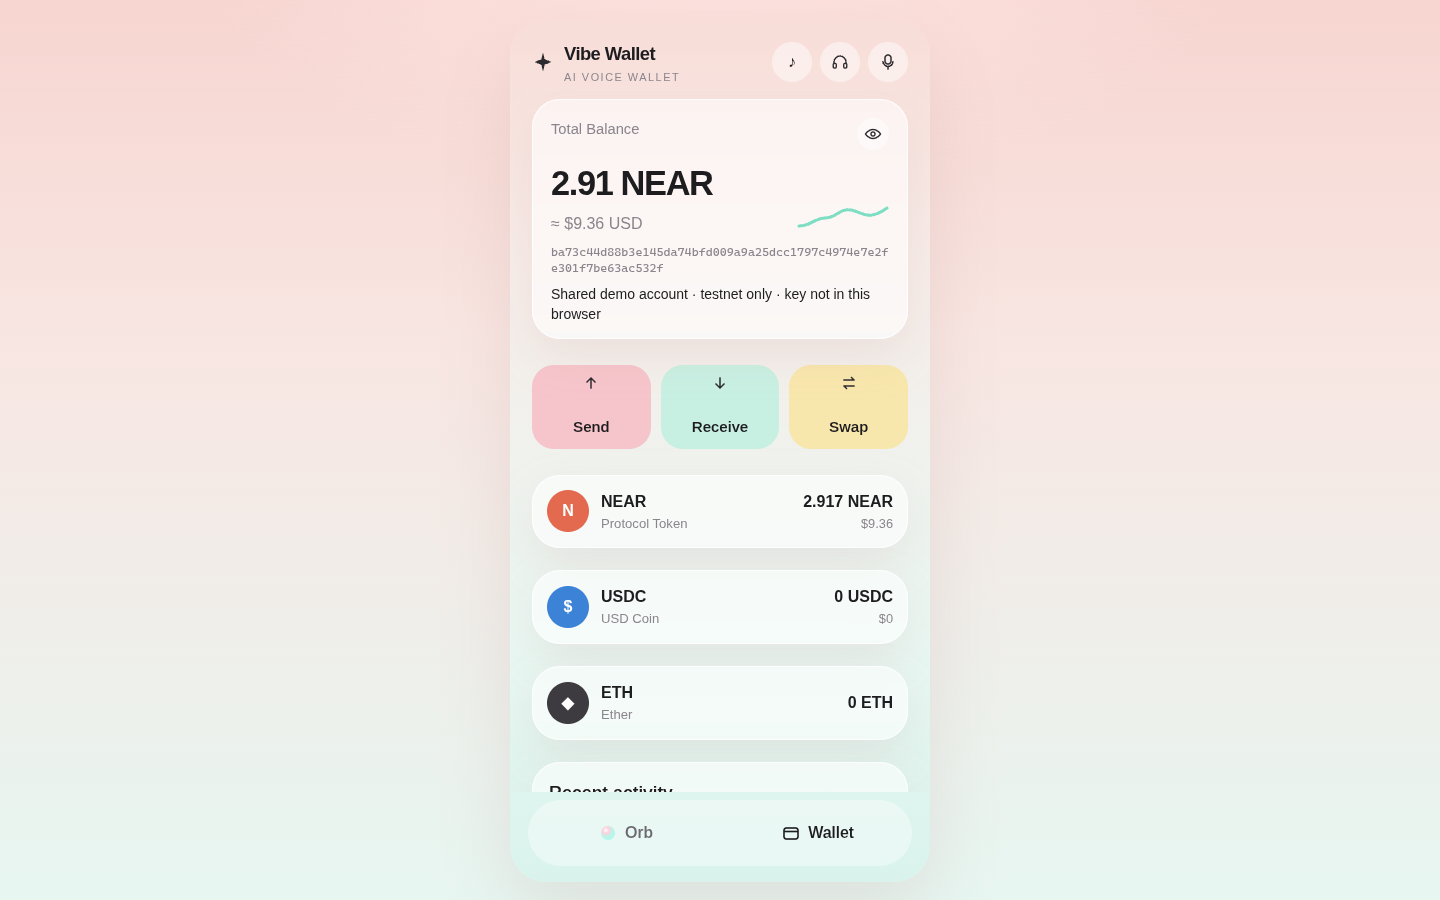 Vibe Wallet
AI VOICE WALLET
Total Balance
2.91 NEAR
≈ $9.36 USD
ba73c44d88b3e145da74bfd009a9a25dcc1797c4974e7e2f
e301f7be63ac532f
Shared demo account · testnet only · key not in this
browser
Send
Receive
Swap
N
NEAR
2.917 NEAR
Protocol Token
$9.36
$
USDC
0 USDC
USD Coin
$0
ETH
0 ETH
Ether
Recent activity
Orb
Wallet